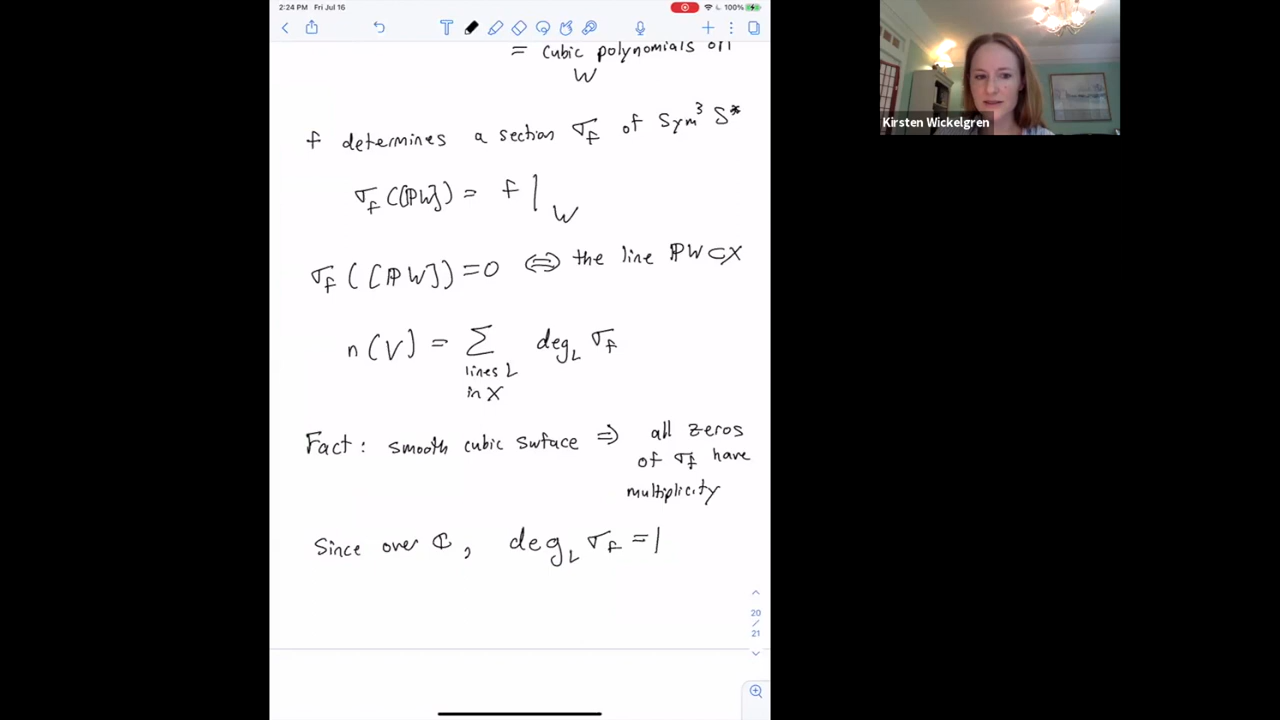 2:24 PM Fri Jul 16
100%
= cubic polynomials on
W
f determines a section σ_f of Sym³ S*
σ_f([ℙW]) = f|_W
σ_f([ℙW]) = 0 ⇔ the line ℙW ⊂ X
n(V) = Σ deg_L σ_f
lines L
in X
Fact: smooth cubic surface ⇒ all zeros
of σ_f have
multiplicity
Since over ℂ, deg_L σ_f = 1
20
/
21
Kirsten Wickelgren